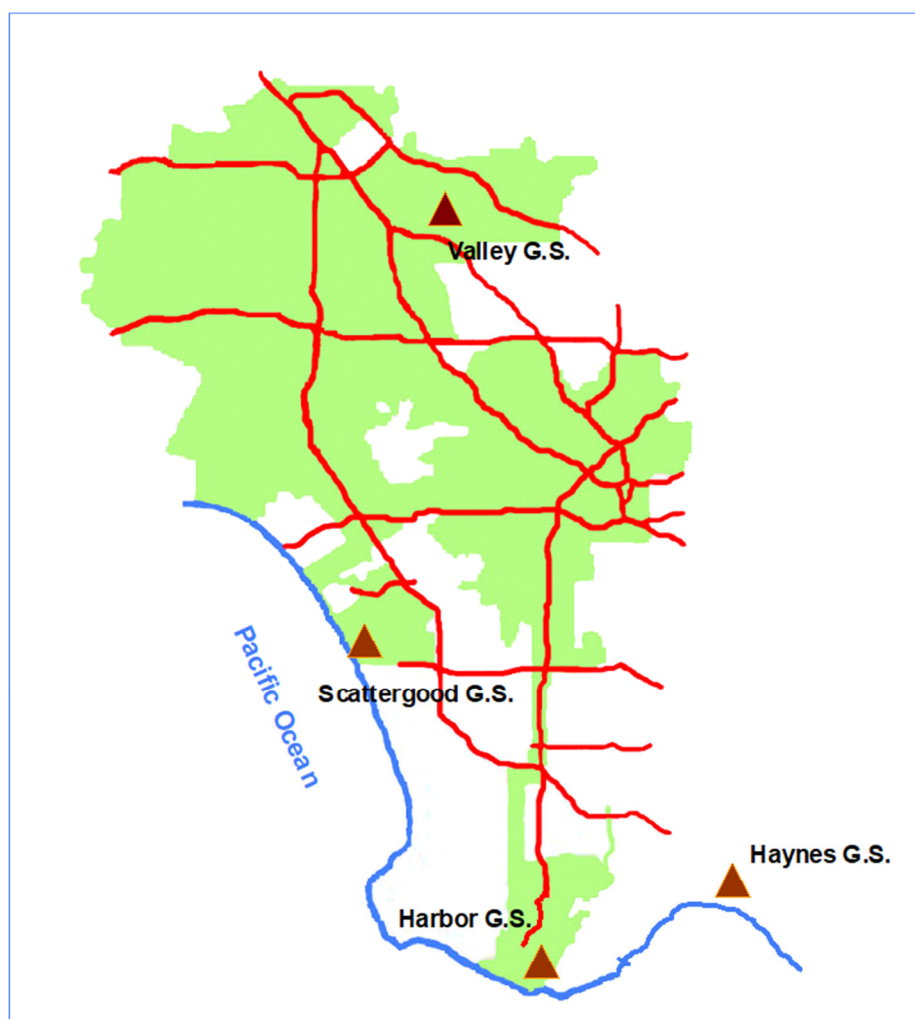 Valley G.S.
Pacific Ocean
Scattergood G.S.
Haynes G.S.
Harbor G.S.